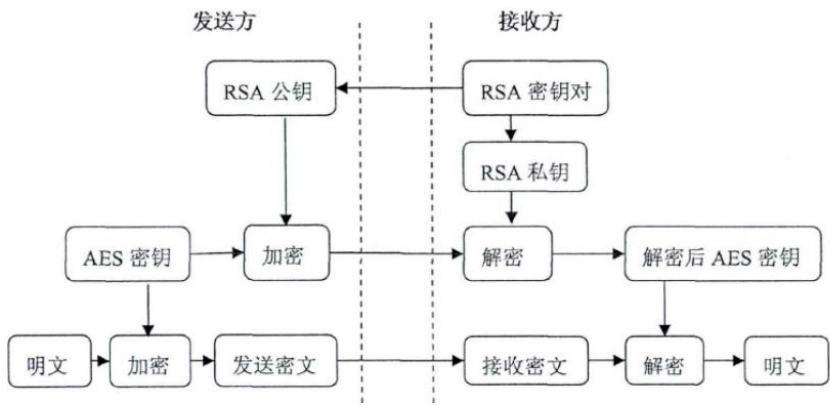 发送方 接收方
RSA 公钥 RSA 密钥对
RSA 私钥
AES 密钥 加密 解密 解密后 AES 密钥
明文 加密 发送密文 接收密文 解密 明文